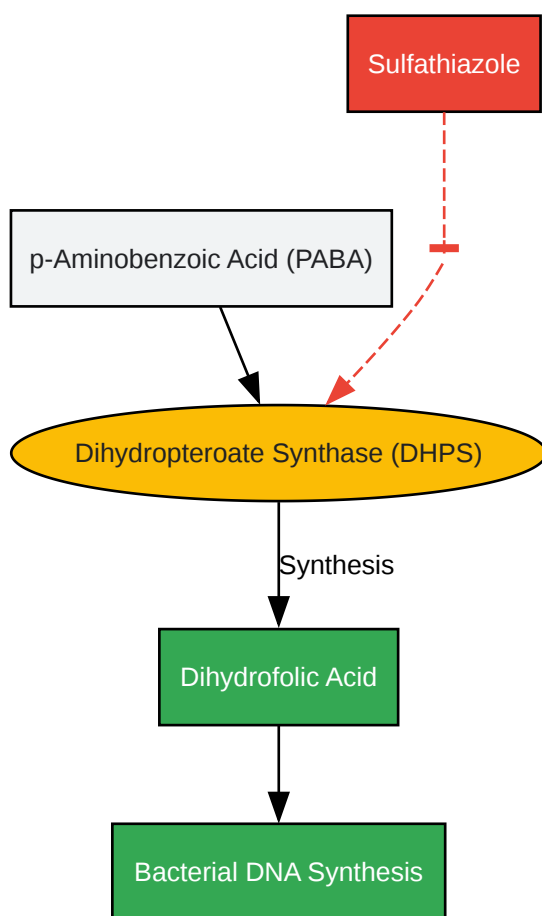 Sulfathiazole
p-Aminobenzoic Acid (PABA)
Dihydropteroate Synthase (DHPS)
Synthesis
Dihydrofolic Acid
Bacterial DNA Synthesis